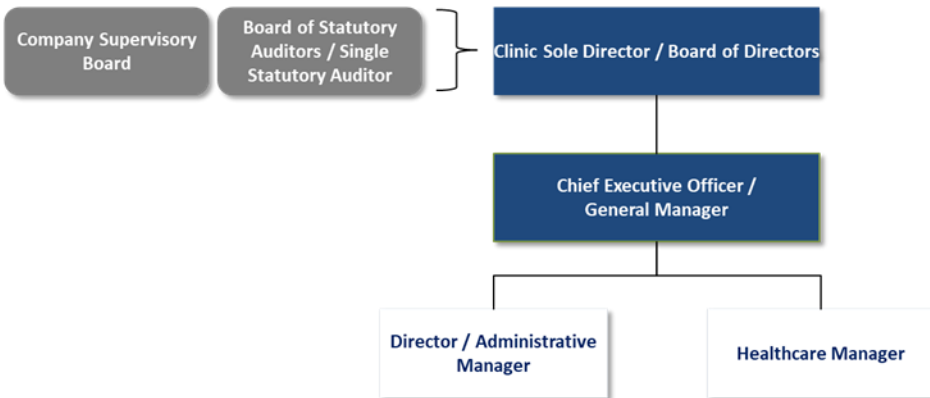 Company Supervisory
Board
Board of Statutory
Auditors / Single
Statutory Auditor
Clinic Sole Director / Board of Directors
Chief Executive Officer /
General Manager
Director / Administrative
Manager
Healthcare Manager